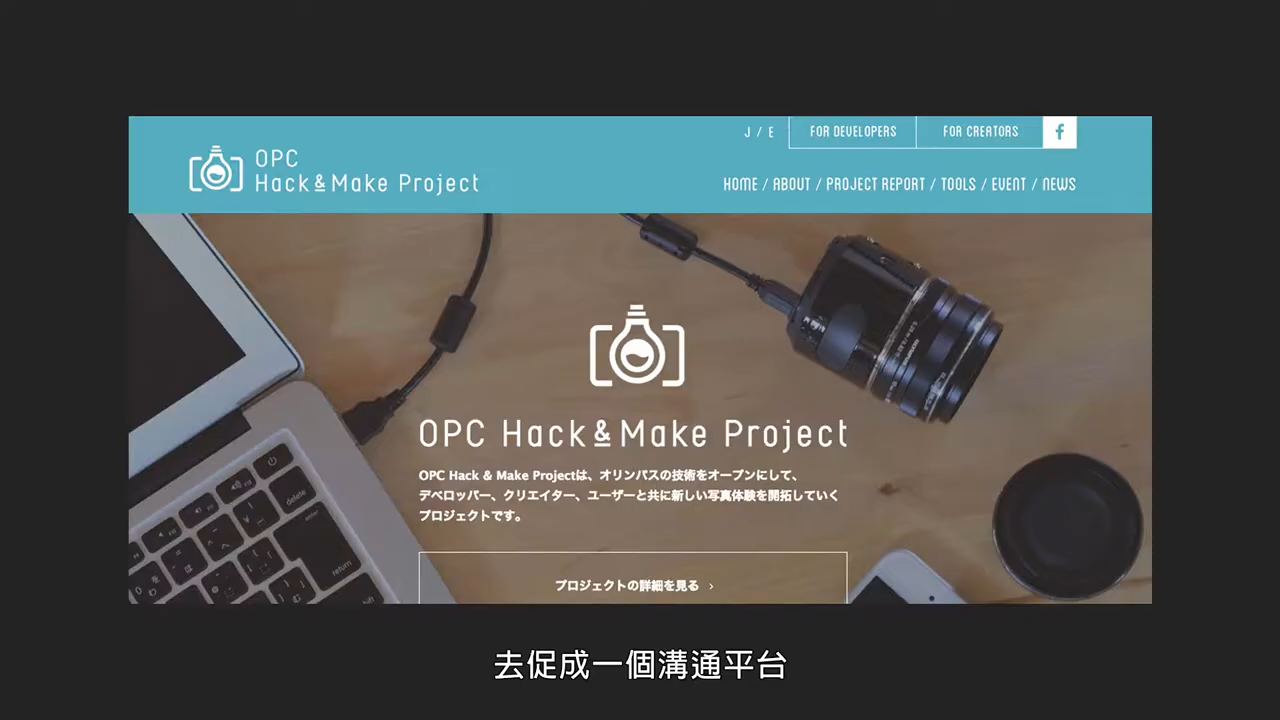 J / E
FOR DEVELOPERS
FOR CREATORS
f
OPC
Hack&Make Project
HOME / ABOUT / PROJECT REPORT / TOOLS / EVENT / NEWS
OPC Hack&Make Project
OPC Hack & Make Projectは、オリンパスの技術をオープンにして、
デベロッパー、クリエイター、ユーザーと共に新しい写真体験を開拓していく
プロジェクトです。
プロジェクトの詳細を見る ›
delete
enter
return
shift
去促成一個溝通平台